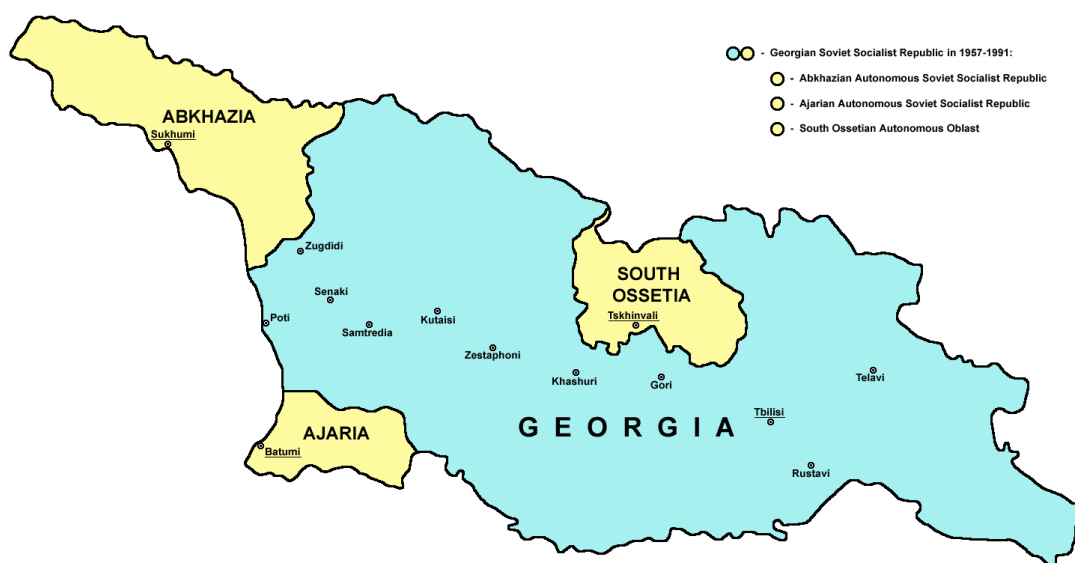 - Georgian Soviet Socialist Republic in 1957-1991:
- Abkhazian Autonomous Soviet Socialist Republic
- Ajarian Autonomous Soviet Socialist Republic
- South Ossetian Autonomous Oblast
ABKHAZIA
Sukhumi
Zugdidi
Senaki
Poti
Samtredia
Kutaisi
Zestaphoni
SOUTH
OSSETIA
Tskhinvali
Khashuri
Gori
Telavi
GEORGIA
Tbilisi
AJARIA
Batumi
Rustavi